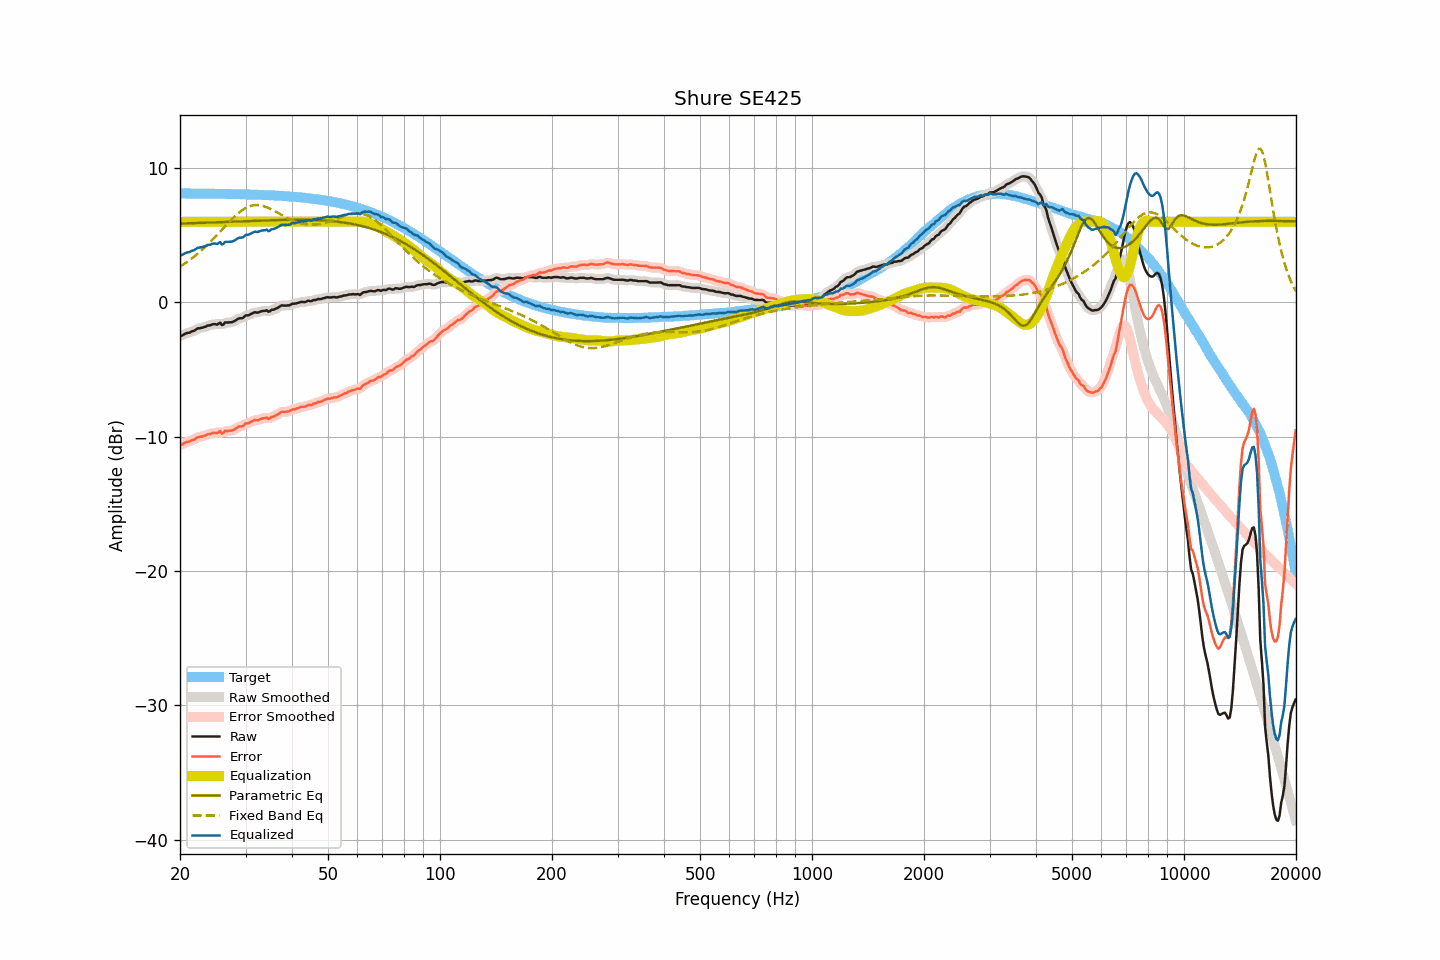 Shure SE425
Amplitude (dBr)
10
0
−10
−20
−30
−40
Target
Raw Smoothed
Error Smoothed
Raw
Error
Equalization
Parametric Eq
Fixed Band Eq
Equalized
20 50 100 200 500 1000 2000 5000 10000 20000
Frequency (Hz)